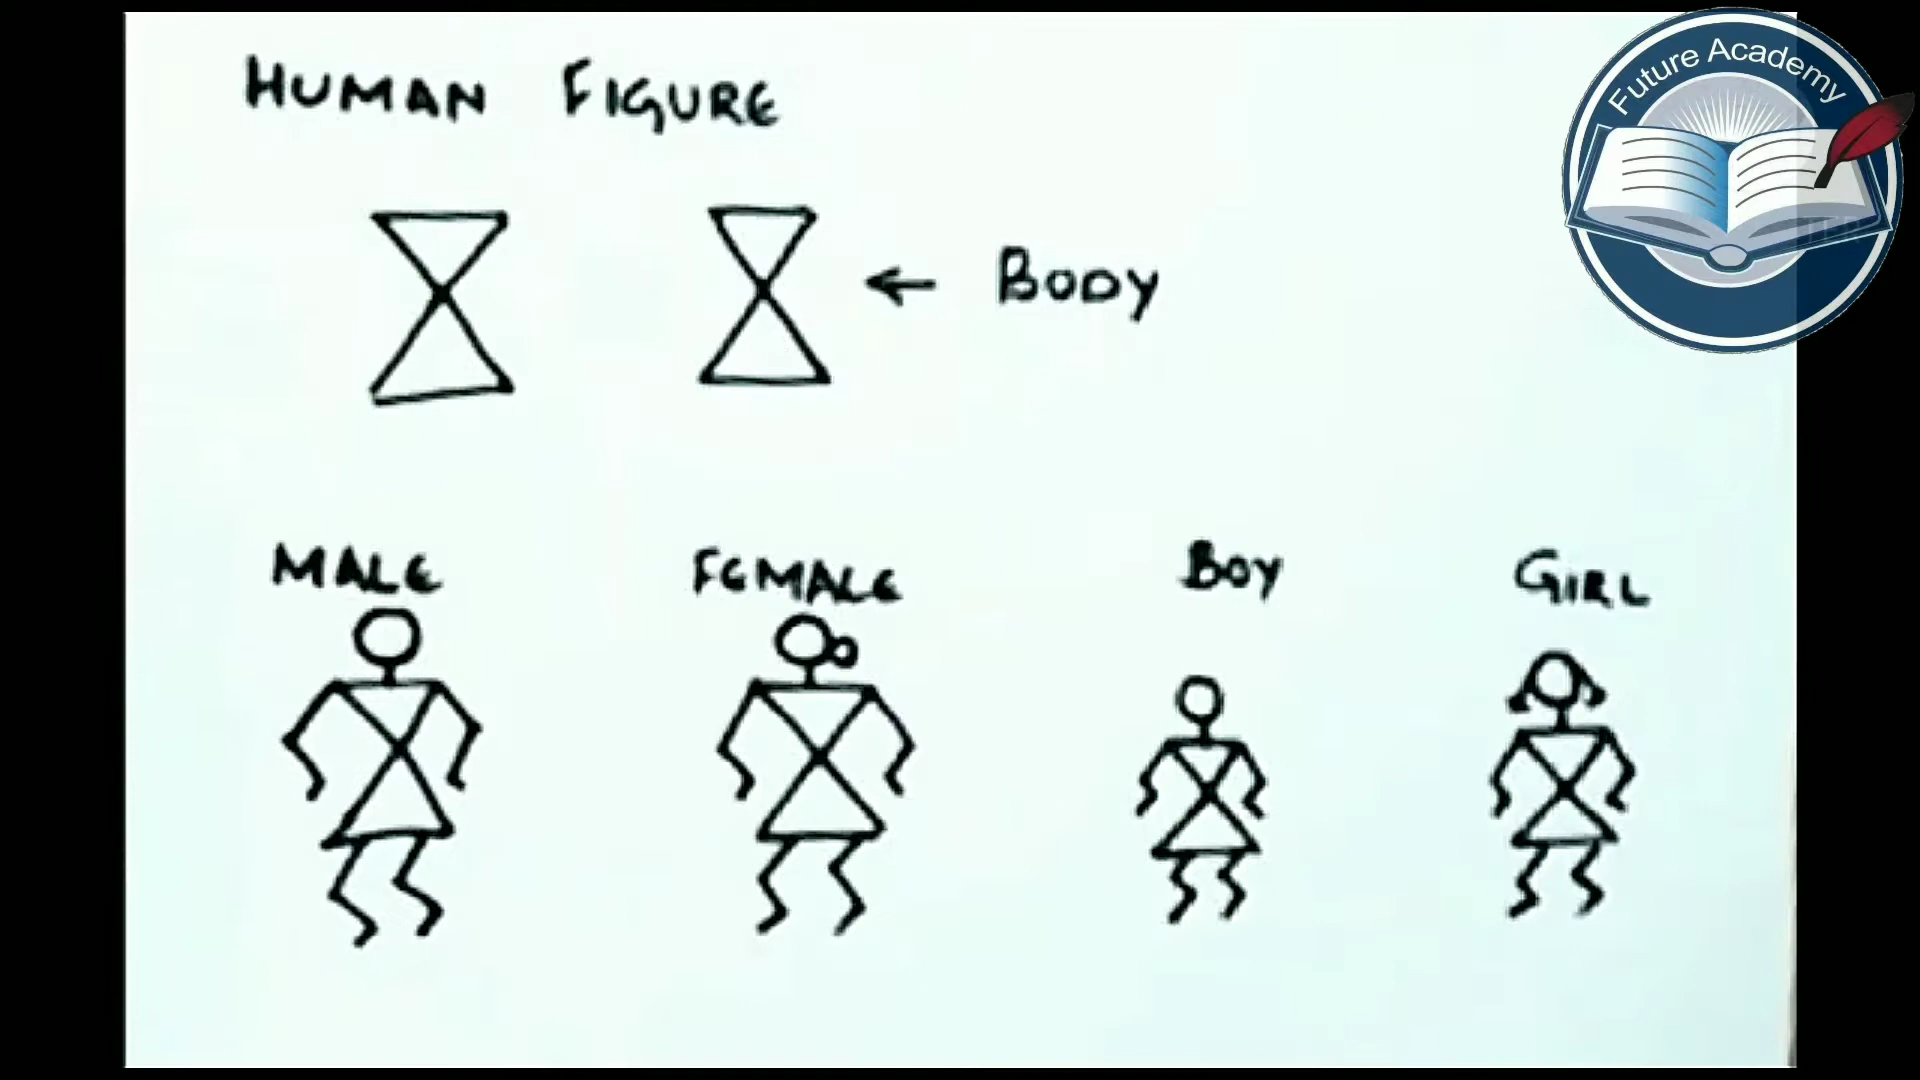 HUMAN FIGURE
Future Academy
← BODY
MALE FEMALE BOY GIRL